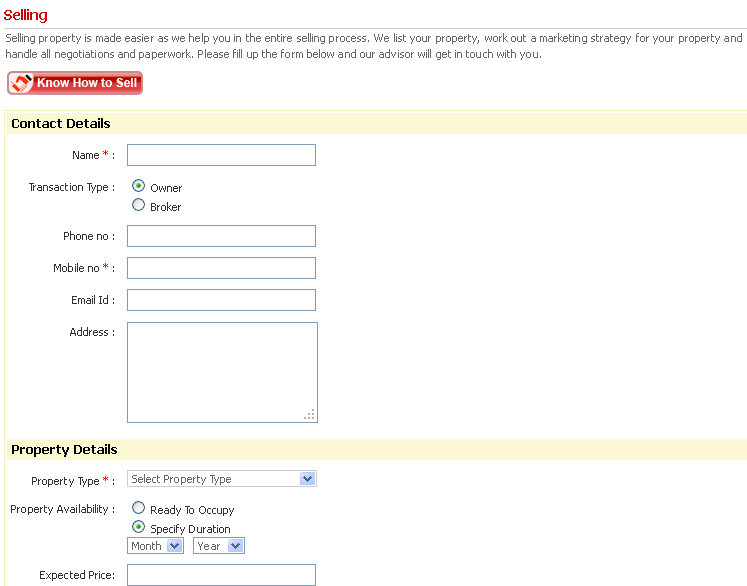 Selling
Selling property is made easier as we help you in the entire selling process. We list your property, work out a marketing strategy for your property and
handle all negotiations and paperwork. Please fill up the form below and our advisor will get in touch with you.
Know How to Sell
Contact Details
Name * :
Transaction Type : Owner
Broker
Phone no :
Mobile no * :
Email Id :
Address :
Property Details
Property Type * : Select Property Type
Property Availability : Ready To Occupy
Specify Duration
Month Year
Expected Price: